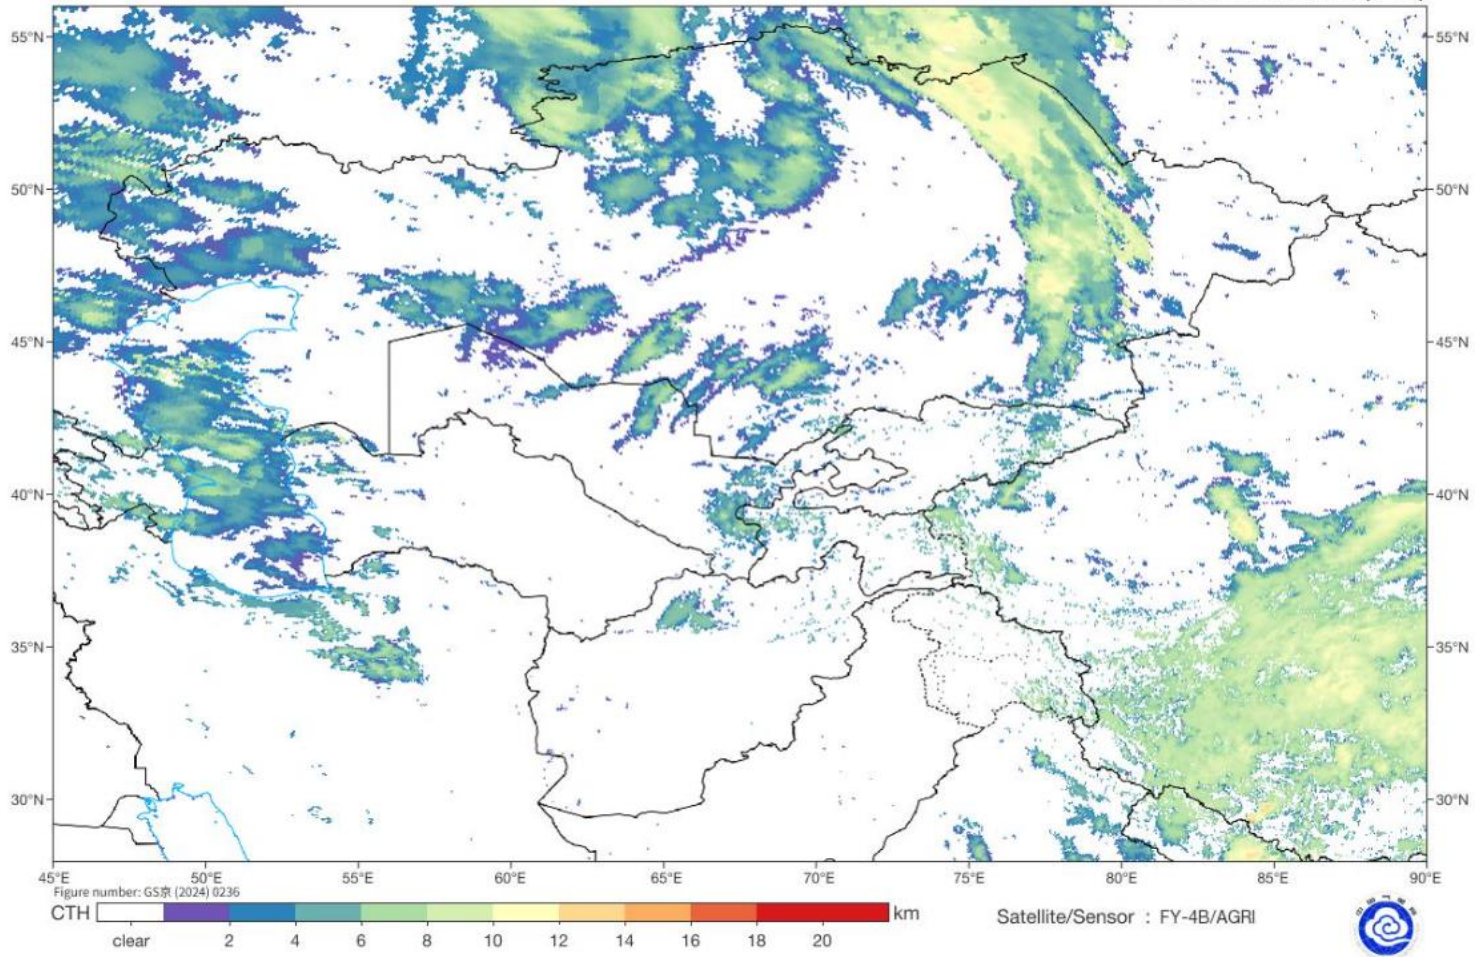 55°N
55°N
50°N
50°N
45°N
45°N
40°N
40°N
35°N
35°N
30°N
30°N
45°E 50°E 55°E 60°E 65°E 70°E 75°E 80°E 85°E 90°E
Figure number: GS京 (2024) 0236
CTH km
clear 2 4 6 8 10 12 14 16 18 20
Satellite/Sensor : FY-4B/AGRI